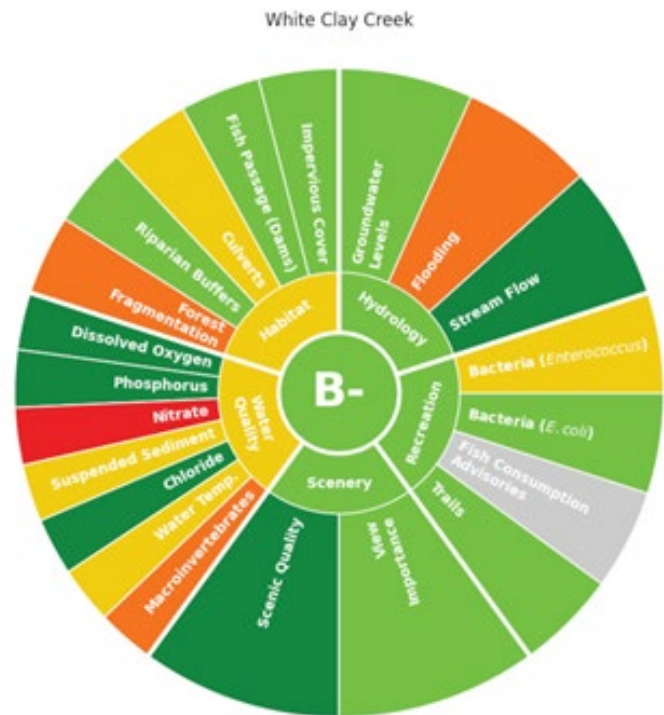 White Clay Creek
B-
Hydrology
Groundwater
Levels
Flooding
Stream Flow
Recreation
Bacteria (Enterococcus)
Bacteria (E. coli)
Fish Consumption
Advisories
Trails
Scenery
View
Importance
Scenic Quality
Water
Quality
Macroinvertebrates
Water Temp.
Chloride
Suspended Sediment
Nitrate
Phosphorus
Dissolved Oxygen
Habitat
Forest
Fragmentation
Riparian Buffers
Culverts
Fish Passage (Dams)
Impervious Cover